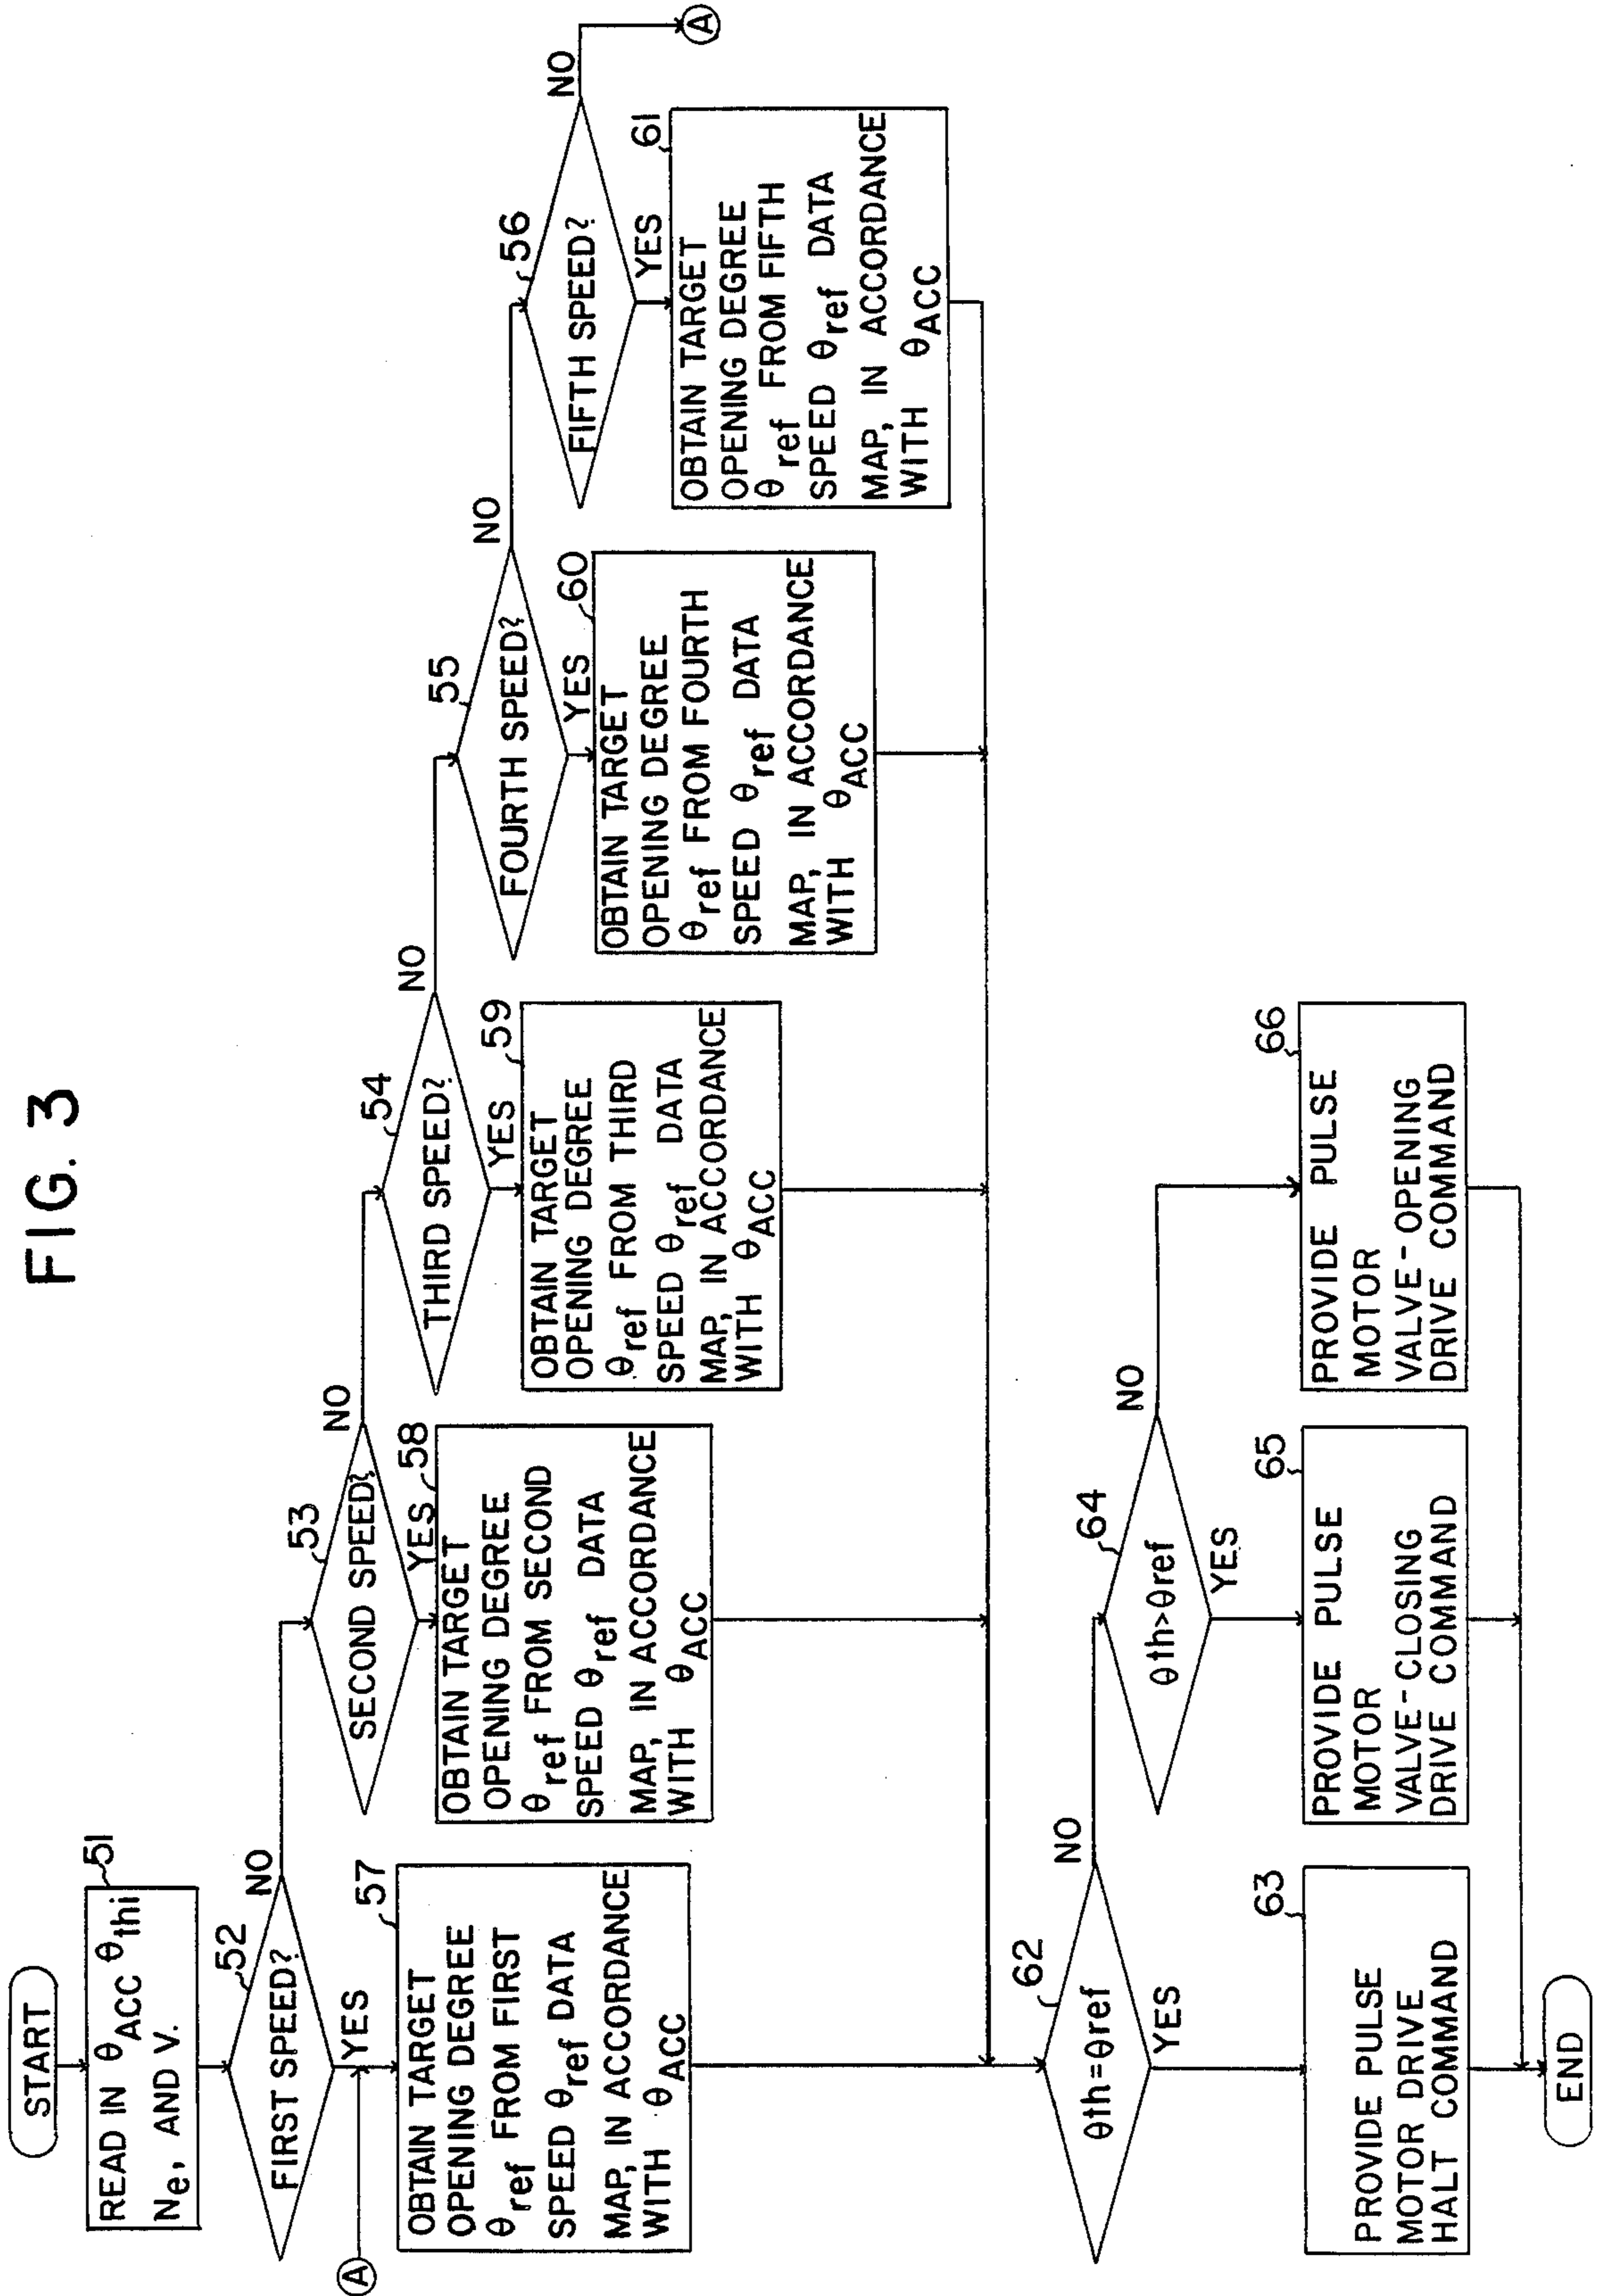 FIG. 3
START
51
READ IN θACC θthi
Ne, AND V.
52
FIRST SPEED?
NO
YES
A
53
SECOND SPEED?
NO
YES
54
THIRD SPEED?
NO
YES
55
FOURTH SPEED?
NO
YES
56
FIFTH SPEED?
NO
YES
A
57
OBTAIN TARGET
OPENING DEGREE
θref FROM FIRST
SPEED θref DATA
MAP, IN ACCORDANCE
WITH θACC
58
OBTAIN TARGET
OPENING DEGREE
θref FROM SECOND
SPEED θref DATA
MAP, IN ACCORDANCE
WITH θACC
59
OBTAIN TARGET
OPENING DEGREE
θref FROM THIRD
SPEED θref DATA
MAP, IN ACCORDANCE
WITH θACC
60
OBTAIN TARGET
OPENING DEGREE
θref FROM FOURTH
SPEED θref DATA
MAP, IN ACCORDANCE
WITH θACC
61
OBTAIN TARGET
OPENING DEGREE
θref FROM FIFTH
SPEED θref DATA
MAP, IN ACCORDANCE
WITH θACC
62
θth=θref
NO
YES
64
θth>θref
NO
YES
63
PROVIDE PULSE
MOTOR DRIVE
HALT COMMAND
65
PROVIDE PULSE
MOTOR
VALVE-CLOSING
DRIVE COMMAND
66
PROVIDE PULSE
MOTOR
VALVE-OPENING
DRIVE COMMAND
END